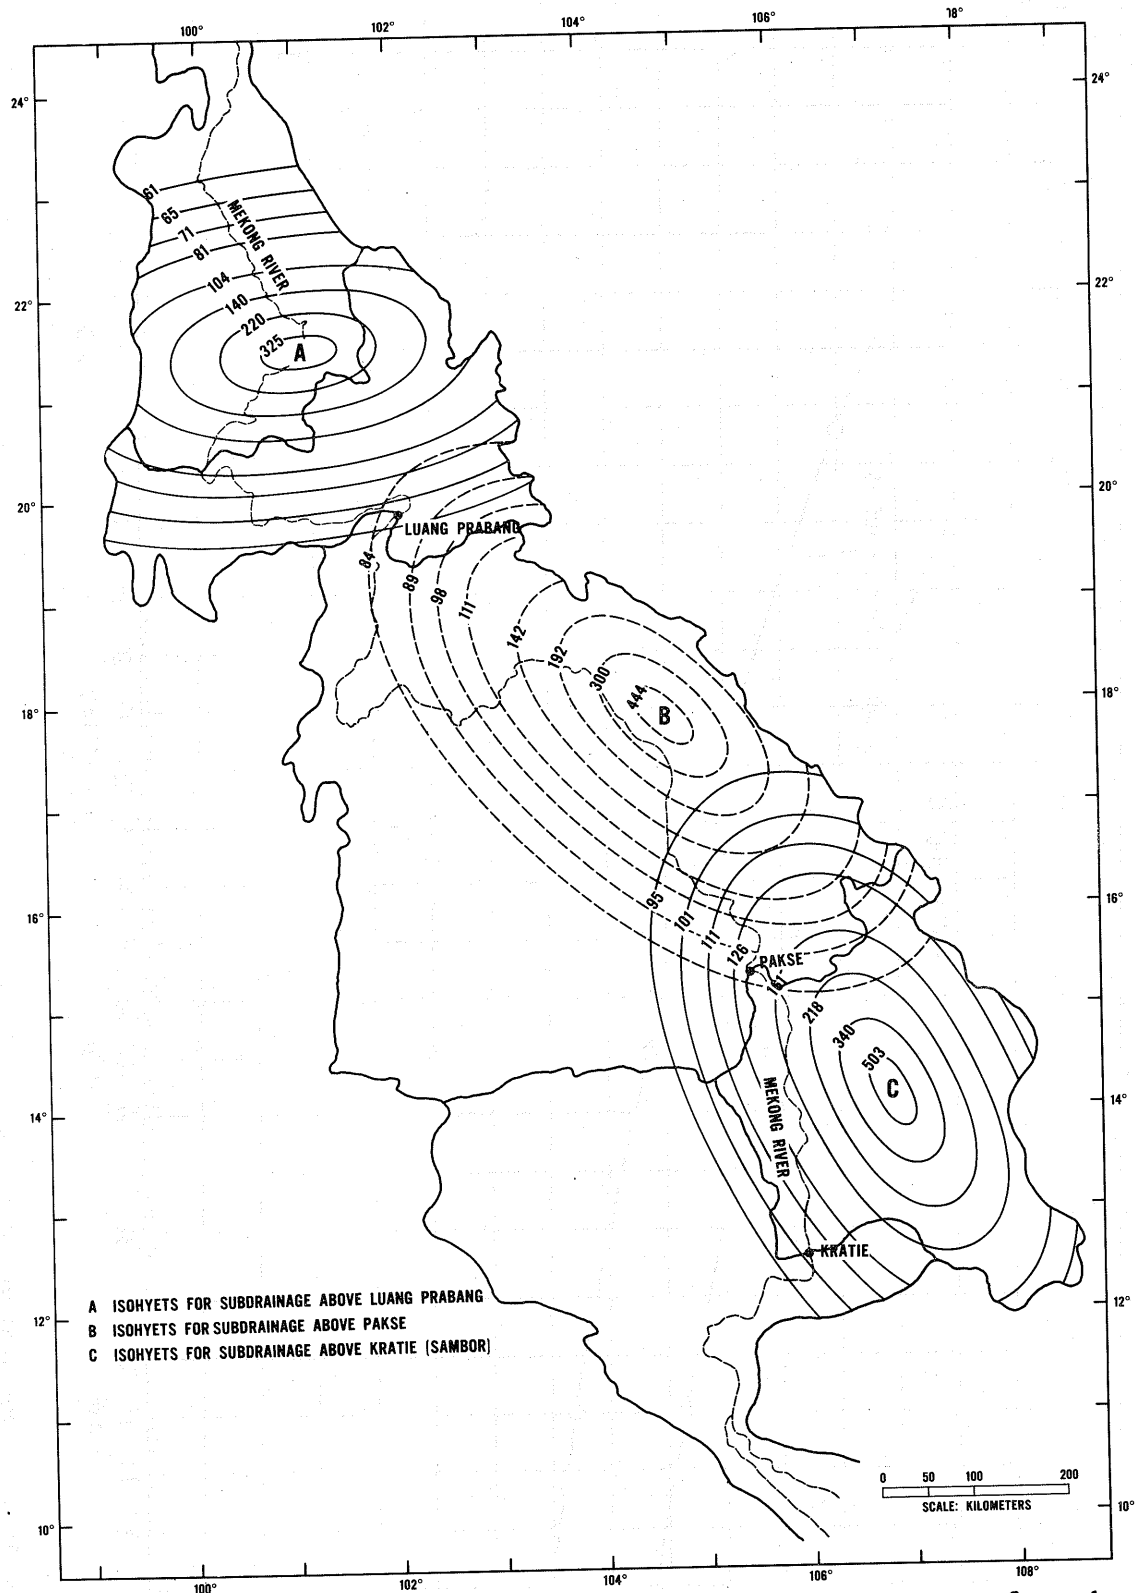 100° 102° 104° 106° 108°
24° 24°
61
65
71
81
MEKONG RIVER
104
140
220
325
A
22° 22°
20° 20°
LUANG PRABANG
84
89
98
111
142
192
300
444
B
18° 18°
95
101
111
126
161
PAKSE
16° 16°
218
340
503
C
MEKONG RIVER
14° 14°
KRATIE
A ISOHYETS FOR SUBDRAINAGE ABOVE LUANG PRABANG
B ISOHYETS FOR SUBDRAINAGE ABOVE PAKSE
C ISOHYETS FOR SUBDRAINAGE ABOVE KRATIE (SAMBOR)
12° 12°
0 50 100 200
SCALE: KILOMETERS
10° 10°
100° 102° 104° 106° 108°